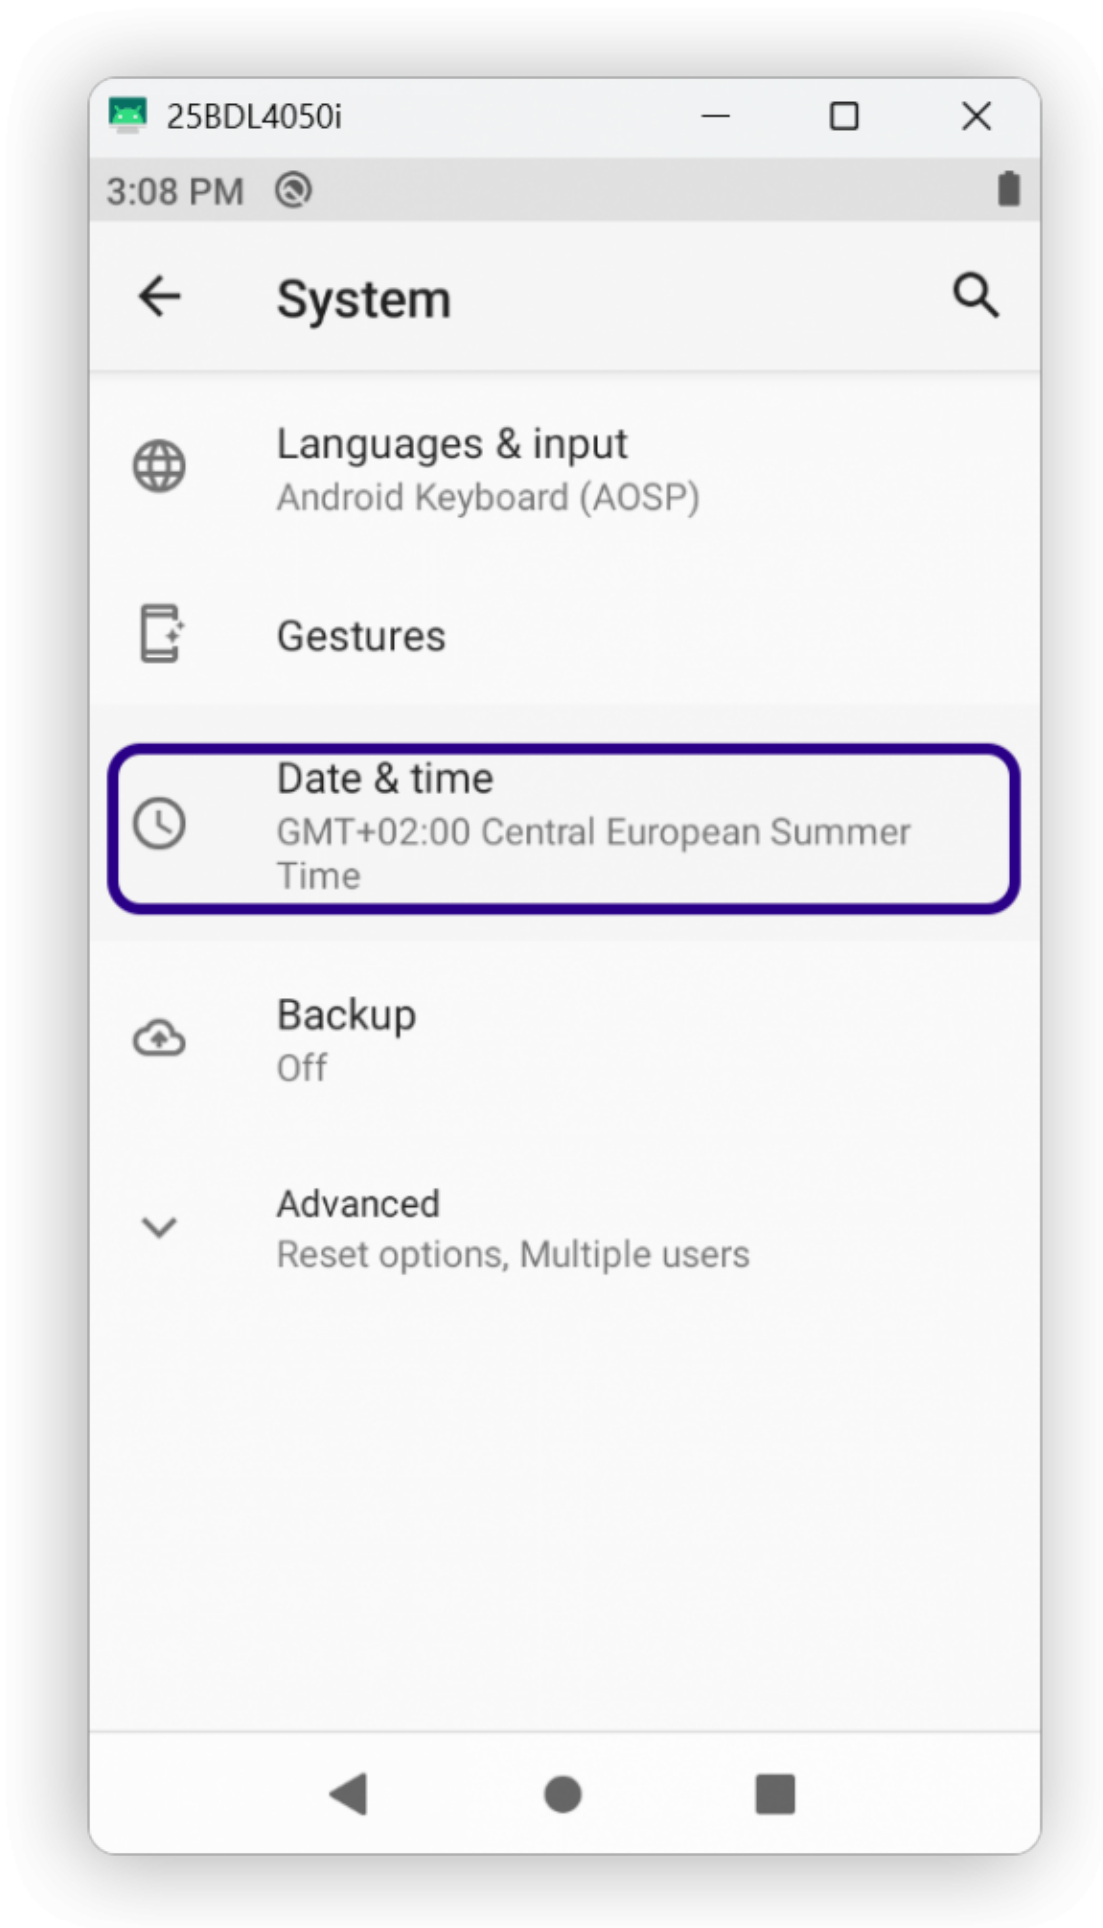 25BDL4050i
3:08 PM
System
Languages & input
Android Keyboard (AOSP)
Gestures
Date & time
GMT+02:00 Central European Summer
Time
Backup
Off
Advanced
Reset options, Multiple users